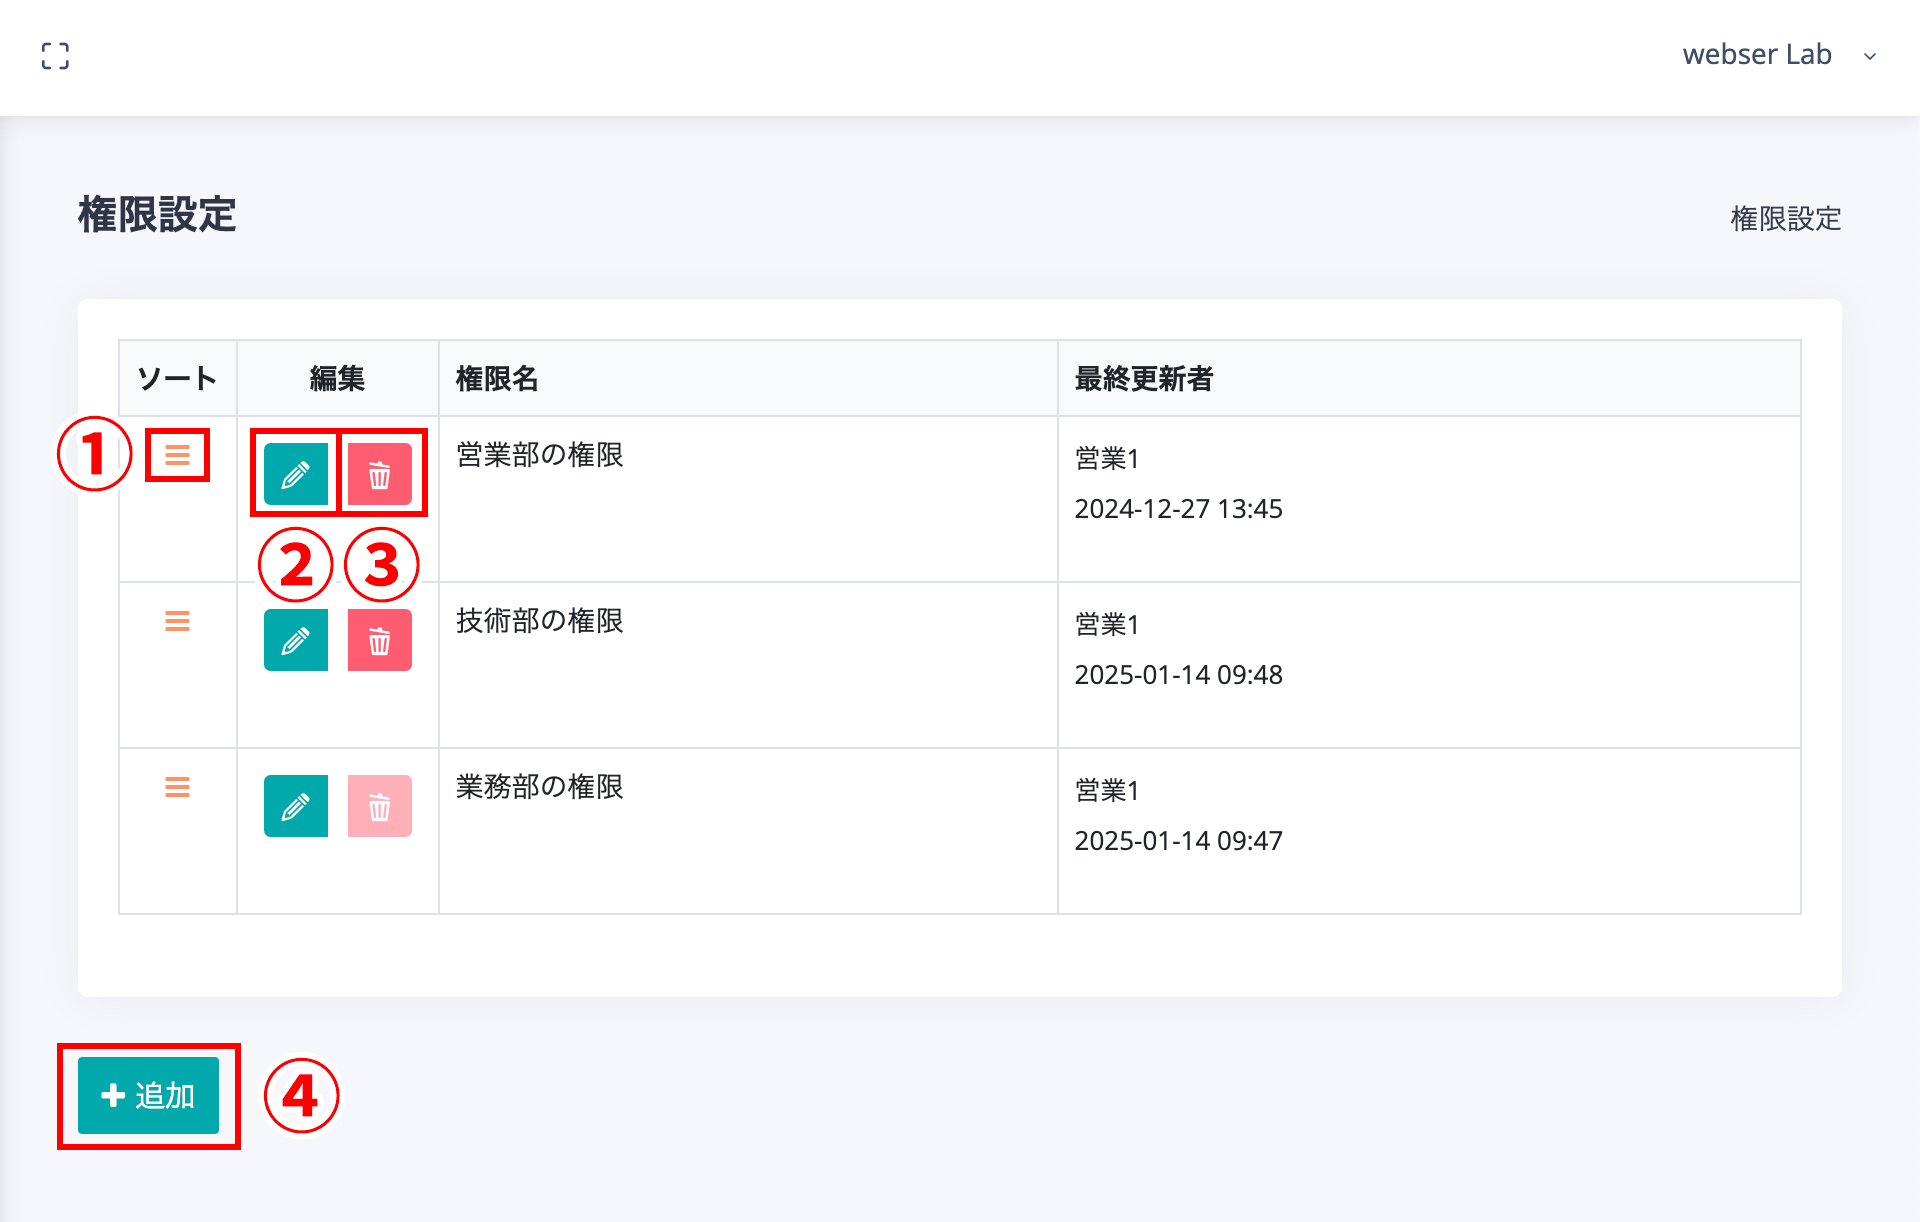 webser Lab
権限設定
権限設定
ソート 編集 権限名 最終更新者
① 営業部の権限 営業1
2024-12-27 13:45
② ③
技術部の権限 営業1
2025-01-14 09:48
業務部の権限 営業1
2025-01-14 09:47
+ 追加 ④